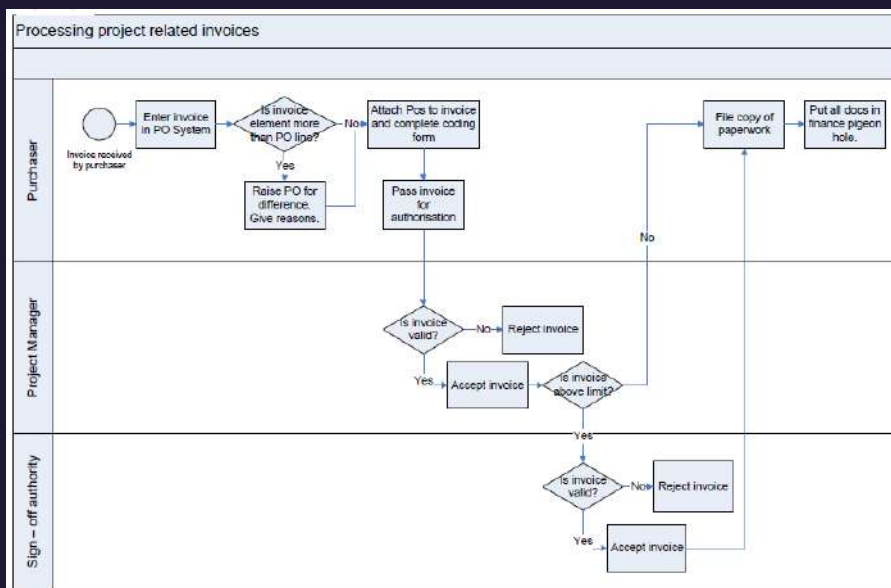 Processing project related invoices
Purchaser
Invoice received
by purchaser
Enter invoice
in PO System
Is invoice
element more
than PO line?
No
Yes
Raise PO for
difference.
Give reasons.
Attach Pos to invoice
and complete coding
form
Pass invoice
for
authorisation
File copy of
paperwork
Put all docs in
finance pigeon
hole.
No
Project Manager
Is invoice
valid?
No
Reject invoice
Yes
Accept invoice
Is invoice
above limit?
Yes
Sign – off authority
Is invoice
valid?
No
Reject invoice
Yes
Accept invoice